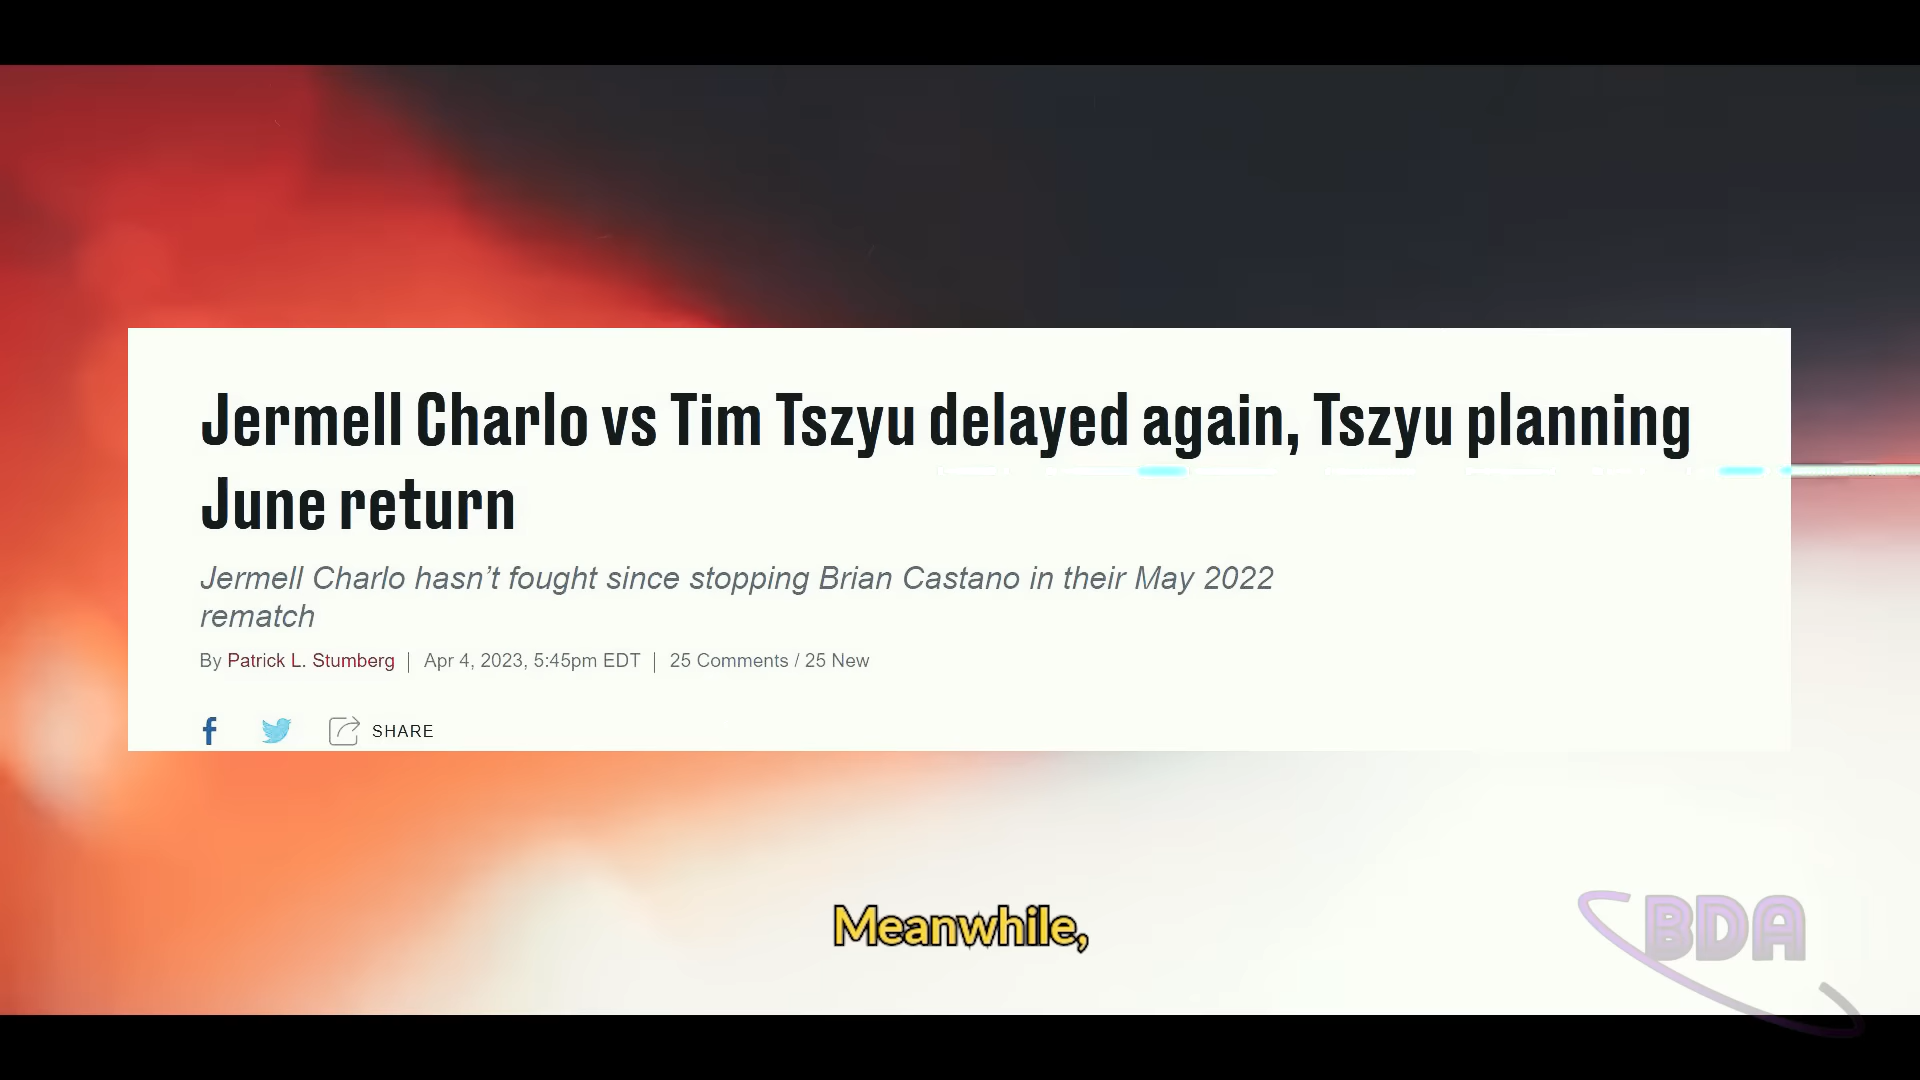 Jermell Charlo vs Tim Tszyu delayed again, Tszyu planning
June return
Jermell Charlo hasn’t fought since stopping Brian Castano in their May 2022
rematch
By Patrick L. Stumberg | Apr 4, 2023, 5:45pm EDT | 25 Comments / 25 New
f
SHARE
Meanwhile,
BDA